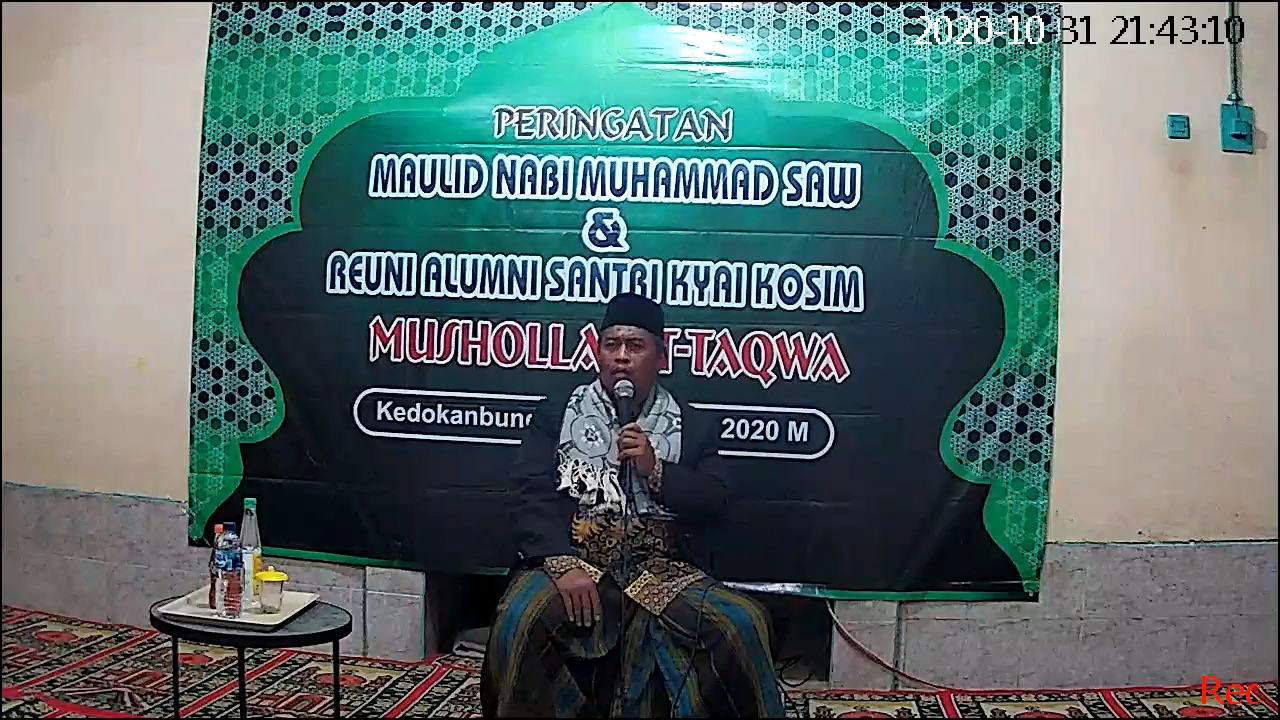 2020-10-31 21:43:10
PERINGATAN
MAULID NABI MUHAMMAD SAW
&
REUNI ALUMNI SANTRI KYAI KOSIM
MUSHOLLA T-TAQWA
Kedokanbung 2020 M
Rec